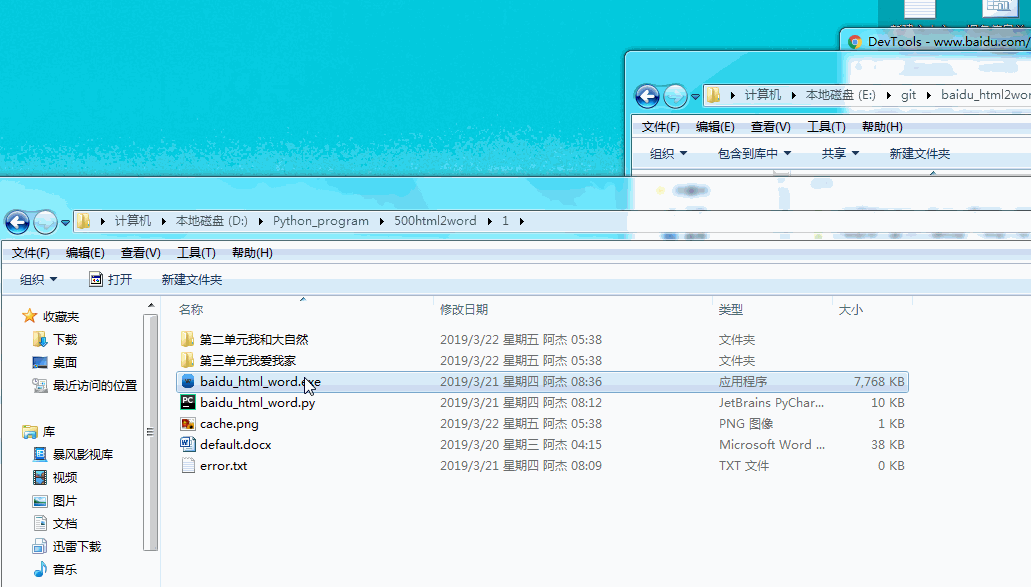 DevTools - www.baidu.com/
计算机 本地磁盘 (E:) git baidu_html2wor
文件(F) 编辑(E) 查看(V) 工具(T) 帮助(H)
组织 包含到库中 共享 新建文件夹
计算机 本地磁盘 (D:) Python_program 500html2word 1
文件(F) 编辑(E) 查看(V) 工具(T) 帮助(H)
组织 打开 新建文件夹
名称 修改日期 类型 大小
收藏夹
下载
桌面
最近访问的位置
库
暴风影视库
视频
图片
文档
迅雷下载
音乐
第二单元我和大自然 2019/3/22 星期五 阿杰 05:38 文件夹
第三单元我爱我家 2019/3/22 星期五 阿杰 05:38 文件夹
baidu_html_word.exe 2019/3/21 星期四 阿杰 08:36 应用程序 7,768 KB
baidu_html_word.py 2019/3/21 星期四 阿杰 08:12 JetBrains PyChar... 10 KB
cache.png 2019/3/22 星期五 阿杰 05:38 PNG 图像 1 KB
default.docx 2019/3/20 星期三 阿杰 04:15 Microsoft Word ... 38 KB
error.txt 2019/3/21 星期四 阿杰 08:09 TXT 文件 0 KB